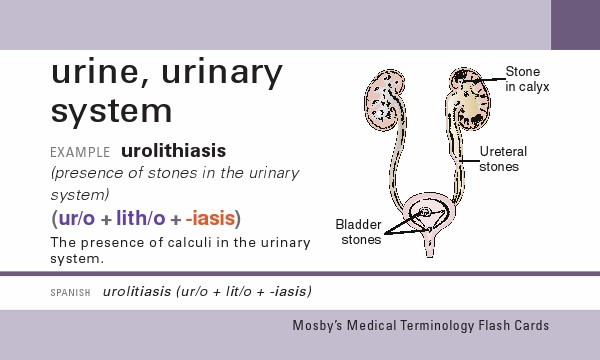 urine, urinary
system
EXAMPLE urolithiasis
(presence of stones in the urinary
system)
(ur/o + lith/o + -iasis)
The presence of calculi in the urinary
system.
Stone
in calyx
Ureteral
stones
Bladder
stones
SPANISH urolitiasis (ur/o + lit/o + -iasis)
Mosby's Medical Terminology Flash Cards